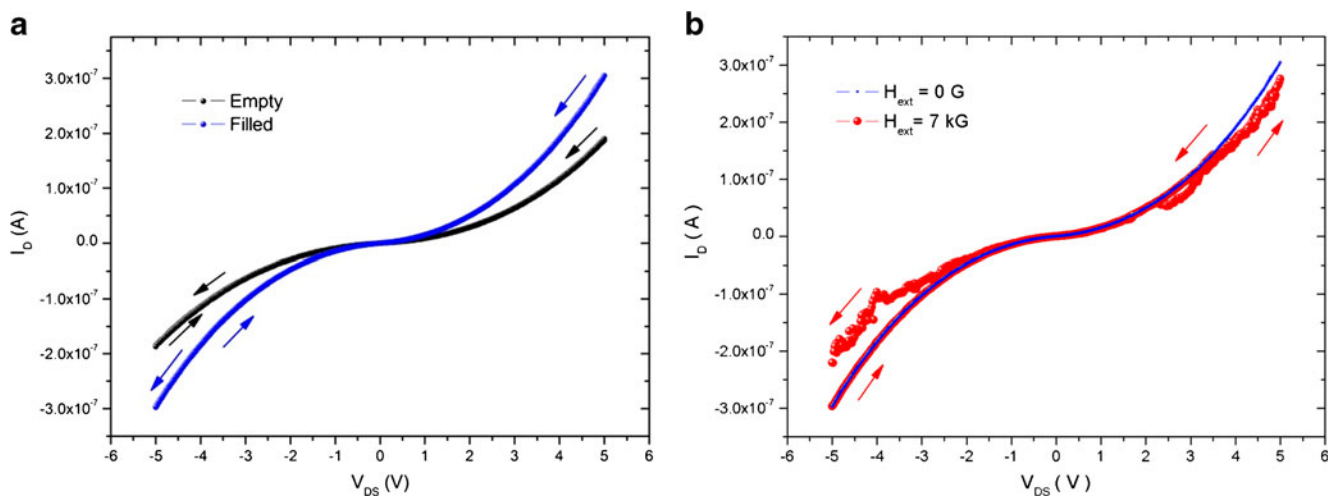 a
3.0x10^-7
2.0x10^-7
1.0x10^-7
0.0
-1.0x10^-7
-2.0x10^-7
-3.0x10^-7
I_D (A)
Empty
Filled
-6 -5 -4 -3 -2 -1 0 1 2 3 4 5 6
V_DS (V)
b
3.0x10^-7
2.0x10^-7
1.0x10^-7
0.0
-1.0x10^-7
-2.0x10^-7
-3.0x10^-7
I_D ( A )
H_ext = 0 G
H_ext = 7 kG
-6 -5 -4 -3 -2 -1 0 1 2 3 4 5 6
V_DS ( V )